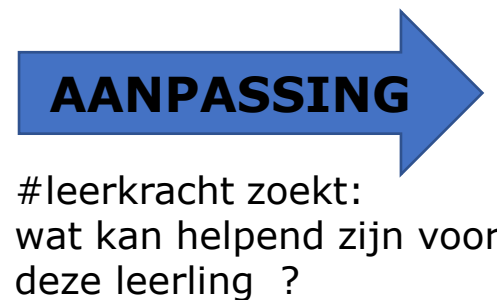 AANPASSING
#leerkracht zoekt:
wat kan helpend zijn voor
deze leerling  ?